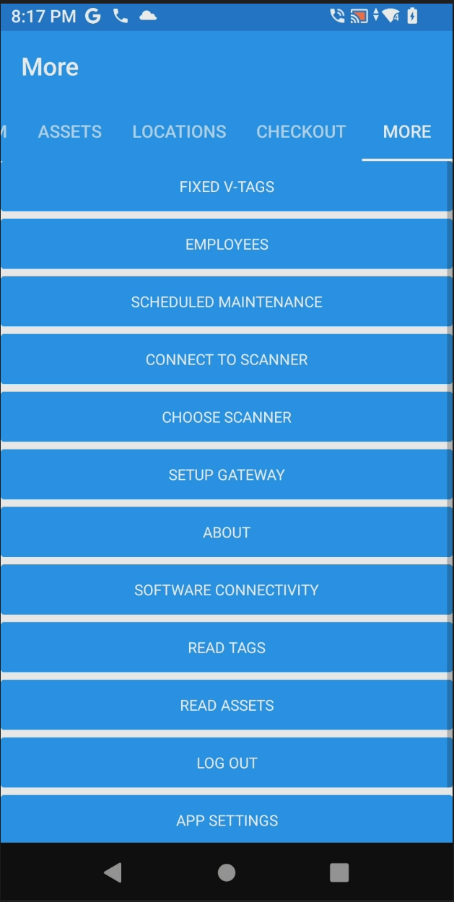 8:17 PM G
More
M ASSETS LOCATIONS CHECKOUT MORE
FIXED V-TAGS
EMPLOYEES
SCHEDULED MAINTENANCE
CONNECT TO SCANNER
CHOOSE SCANNER
SETUP GATEWAY
ABOUT
SOFTWARE CONNECTIVITY
READ TAGS
READ ASSETS
LOG OUT
APP SETTINGS